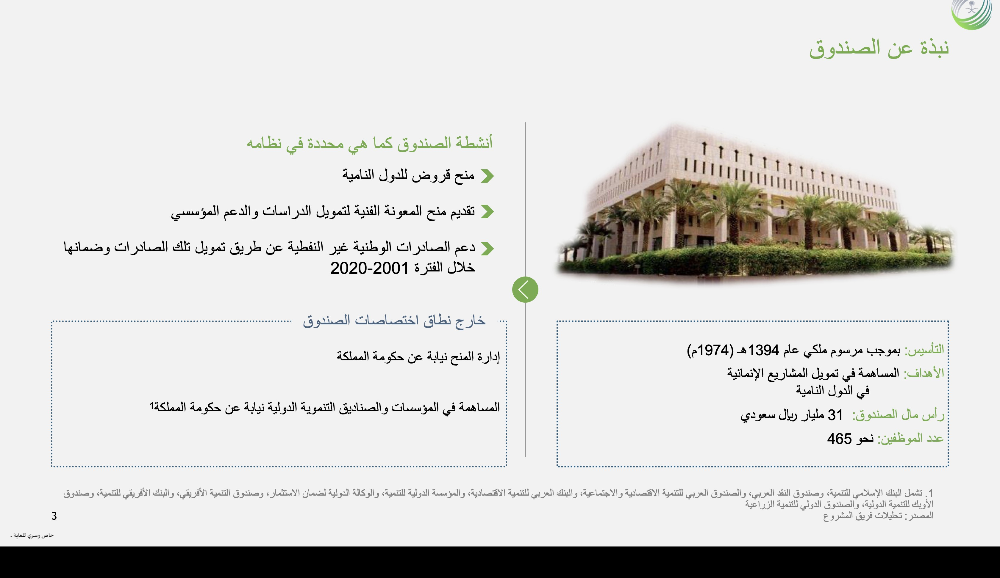 نبذة عن الصندوق
التأسيس: بموجب مرسوم ملكي عام 1394هـ (1974م)
الأهداف: المساهمة في تمويل المشاريع الإنمائية
في الدول النامية
رأس مال الصندوق: 31 مليار ريال سعودي
عدد الموظفين: نحو 465
أنشطة الصندوق كما هي محددة في نظامه
منح قروض للدول النامية
تقديم منح المعونة الفنية لتمويل الدراسات والدعم المؤسسي
دعم الصادرات الوطنية غير النفطية عن طريق تمويل تلك الصادرات وضمانها
خلال الفترة 2001-2020
خارج نطاق اختصاصات الصندوق
إدارة المنح نيابة عن حكومة المملكة
المساهمة في المؤسسات والصناديق التنموية الدولية نيابة عن حكومة المملكة¹
1. تشمل البنك الإسلامي للتنمية، وصندوق النقد العربي، والصندوق العربي للتنمية الاقتصادية والاجتماعية، والبنك العربي للتنمية الاقتصادية، والمؤسسة الدولية للتنمية، والوكالة الدولية لضمان الاستثمار، وصندوق التنمية الأفريقي، والبنك الأفريقي للتنمية، وصندوق
الأوبك للتنمية الدولية، والصندوق الدولي للتنمية الزراعية
المصدر: تحليلات فريق المشروع
3
خاص وسري للغاية -